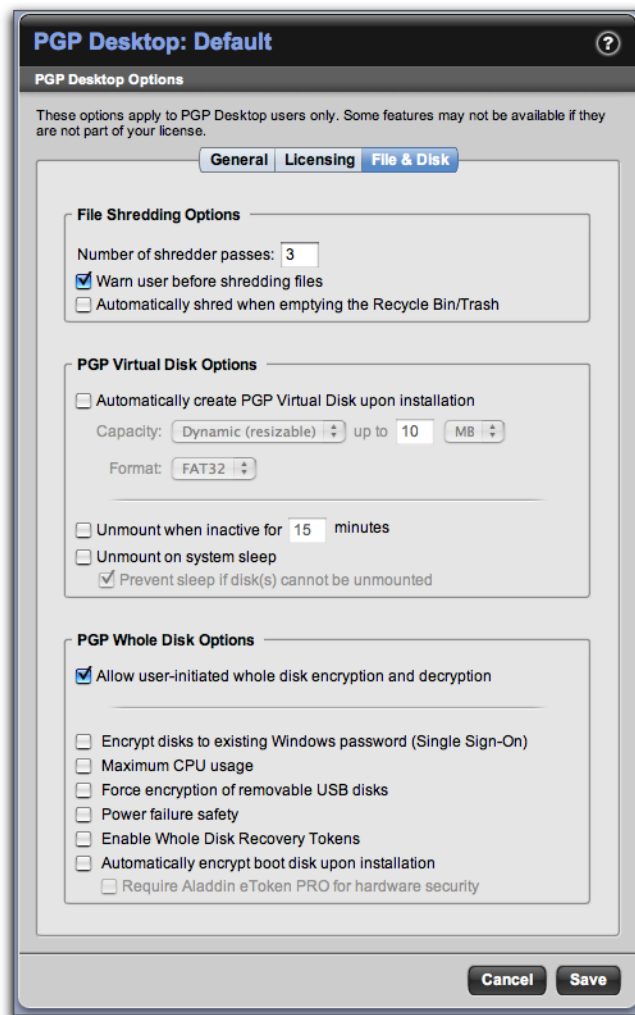 PGP Desktop: Default
?
PGP Desktop Options
These options apply to PGP Desktop users only. Some features may not be available if they
are not part of your license.
General Licensing File & Disk
File Shredding Options
Number of shredder passes: 3
Warn user before shredding files
Automatically shred when emptying the Recycle Bin/Trash
PGP Virtual Disk Options
Automatically create PGP Virtual Disk upon installation
Capacity: Dynamic (resizable) up to 10 MB
Format: FAT32
Unmount when inactive for 15 minutes
Unmount on system sleep
Prevent sleep if disk(s) cannot be unmounted
PGP Whole Disk Options
Allow user-initiated whole disk encryption and decryption
Encrypt disks to existing Windows password (Single Sign-On)
Maximum CPU usage
Force encryption of removable USB disks
Power failure safety
Enable Whole Disk Recovery Tokens
Automatically encrypt boot disk upon installation
Require Aladdin eToken PRO for hardware security
Cancel Save